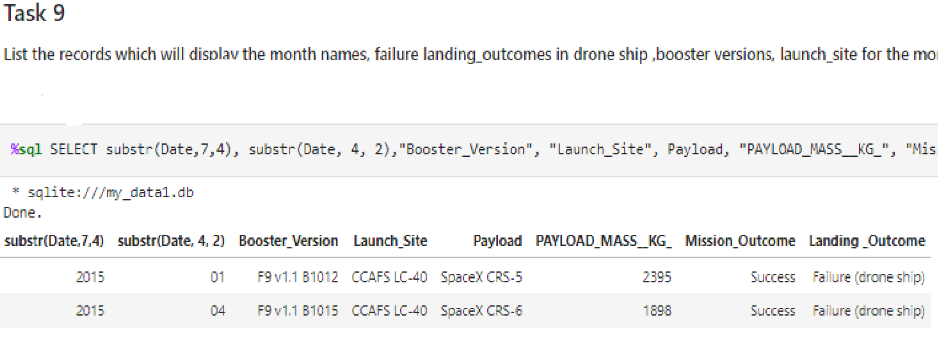 Task 9
List the records which will display the month names, failure landing_outcomes in drone ship ,booster versions, launch_site for the mo
%sql SELECT substr(Date,7,4), substr(Date, 4, 2),"Booster_Version", "Launch_Site", Payload, "PAYLOAD_MASS__KG_", "Mis
* sqlite:///my_data1.db
Done.
substr(Date,7,4) substr(Date, 4, 2) Booster_Version Launch_Site Payload PAYLOAD_MASS__KG_ Mission_Outcome Landing _Outcome
2015 01 F9 v1.1 B1012 CCAFS LC-40 SpaceX CRS-5 2395 Success Failure (drone ship)
2015 04 F9 v1.1 B1015 CCAFS LC-40 SpaceX CRS-6 1898 Success Failure (drone ship)